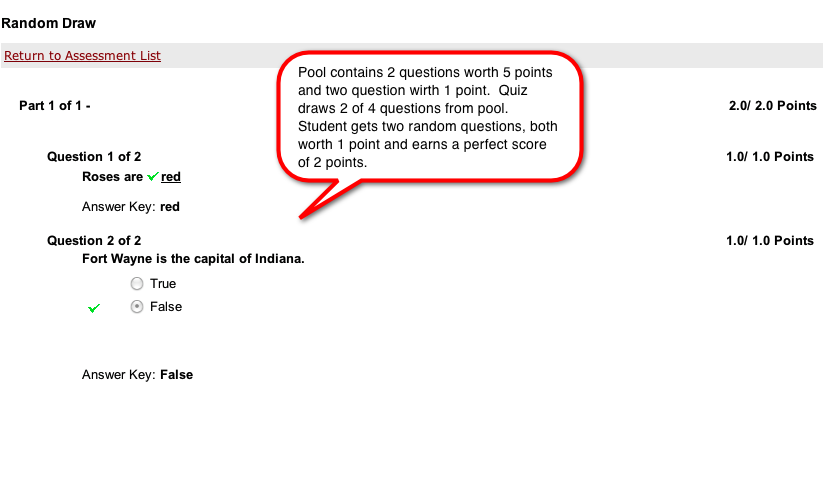 Random Draw
Return to Assessment List
Pool contains 2 questions worth 5 points
and two question wirth 1 point.  Quiz
draws 2 of 4 questions from pool.
Student gets two random questions, both
worth 1 point and earns a perfect score
of 2 points.
Part 1 of 1 -
2.0/ 2.0 Points
Question 1 of 2
1.0/ 1.0 Points
Roses are red
Answer Key: red
Question 2 of 2
1.0/ 1.0 Points
Fort Wayne is the capital of Indiana.
True
False
Answer Key: False